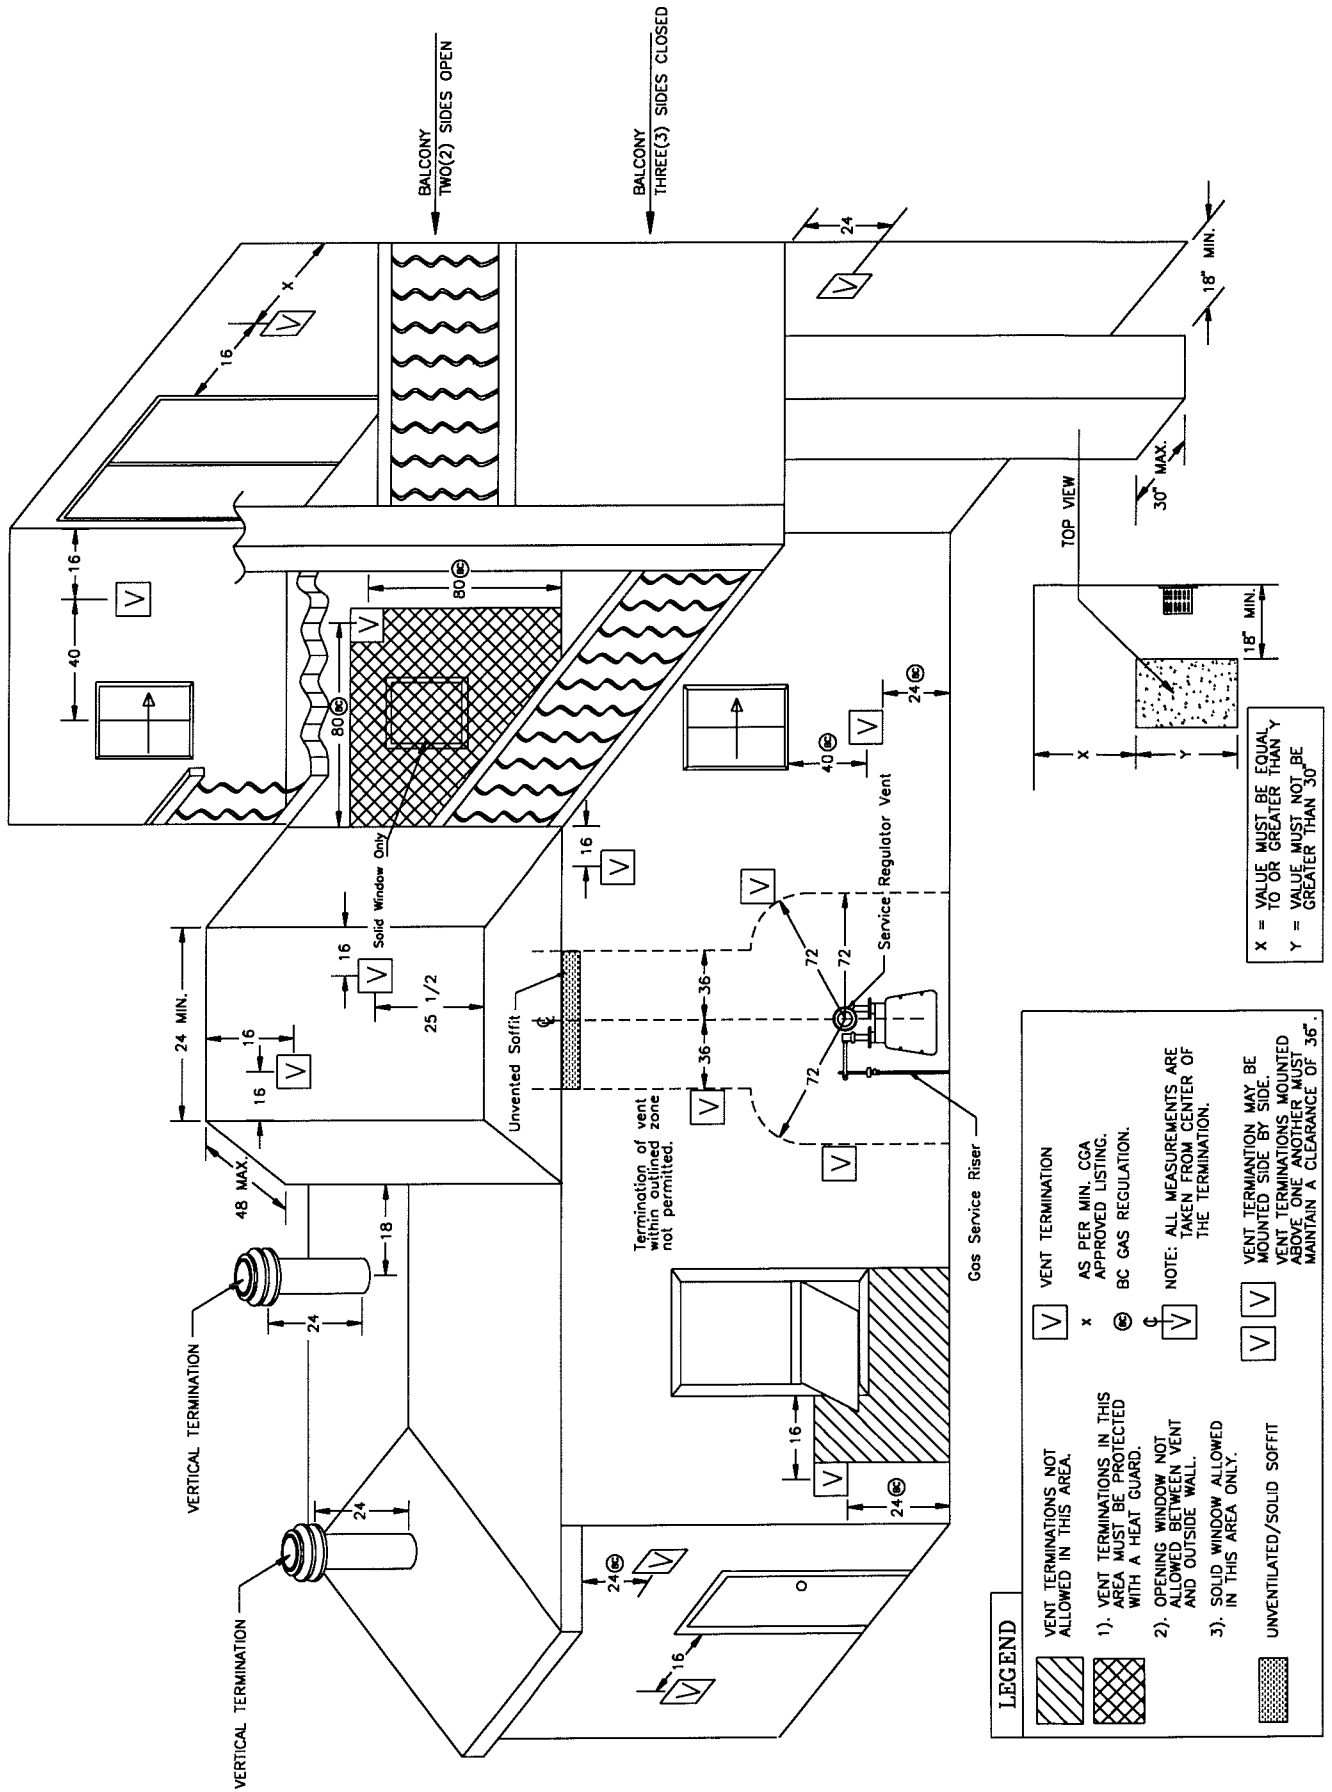 BALCONY
TWO(2) SIDES OPEN
BALCONY
THREE(3) SIDES CLOSED
16
X
V
40
16
V
80 BC
80 BC
V
Solid Window Only
24
V
18" MIN.
30" MAX.
TOP VIEW
X
Y
18" MIN.
X = VALUE MUST BE EQUAL
TO OR GREATER THAN Y
Y = VALUE MUST NOT BE
GREATER THAN 30"
24 MIN.
48 MAX.
16
16
V
16
V
25 1/2
16
V
Unvented Soffit
℄
40 BC
V
24 BC
Service Regulator Vent
V
72
72
72
36
36
V
V
Termination of vent
within outlined zone
not permitted.
Gas Service Riser
VERTICAL TERMINATION
24
18
VERTICAL TERMINATION
24
24 BC
V
16
V
16
V
24 BC
LEGEND
VENT TERMINATIONS NOT
ALLOWED IN THIS AREA.
1). VENT TERMINATIONS IN THIS
AREA MUST BE PROTECTED
WITH A HEAT GUARD.
2). OPENING WINDOW NOT
ALLOWED BETWEEN VENT
AND OUTSIDE WALL.
3). SOLID WINDOW ALLOWED
IN THIS AREA ONLY.
UNVENTILATED/SOLID SOFFIT
V VENT TERMINATION
X AS PER MIN. CGA
APPROVED LISTING.
BC BC GAS REGULATION.
℄
V NOTE: ALL MEASUREMENTS ARE
TAKEN FROM CENTER OF
THE TERMINATION.
V V VENT TERMIANTION MAY BE
MOUNTED SIDE BY SIDE.
VENT TERMINATIONS MOUNTED
ABOVE ONE ANOTHER MUST
MAINTAIN A CLEARANCE OF 36".